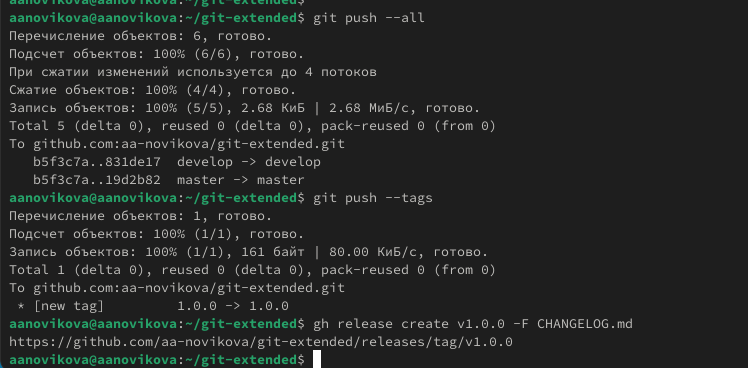 aanovikova@aanovikova:~/git-extended$
aanovikova@aanovikova:~/git-extended$ git push --all
Перечисление объектов: 6, готово.
Подсчет объектов: 100% (6/6), готово.
При сжатии изменений используется до 4 потоков
Сжатие объектов: 100% (4/4), готово.
Запись объектов: 100% (5/5), 2.68 КиБ | 2.68 МиБ/с, готово.
Total 5 (delta 0), reused 0 (delta 0), pack-reused 0 (from 0)
To github.com:aa-novikova/git-extended.git
   b5f3c7a..831de17  develop -> develop
   b5f3c7a..19d2b82  master -> master
aanovikova@aanovikova:~/git-extended$ git push --tags
Перечисление объектов: 1, готово.
Подсчет объектов: 100% (1/1), готово.
Запись объектов: 100% (1/1), 161 байт | 80.00 КиБ/с, готово.
Total 1 (delta 0), reused 0 (delta 0), pack-reused 0 (from 0)
To github.com:aa-novikova/git-extended.git
 * [new tag]         1.0.0 -> 1.0.0
aanovikova@aanovikova:~/git-extended$ gh release create v1.0.0 -F CHANGELOG.md
https://github.com/aa-novikova/git-extended/releases/tag/v1.0.0
aanovikova@aanovikova:~/git-extended$